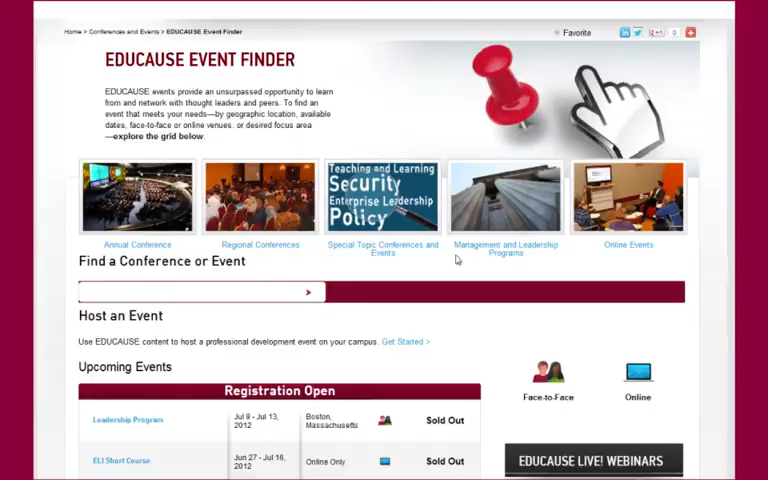 Home > Conferences and Events > EDUCAUSE Event Finder
Favorite
+1
0
EDUCAUSE EVENT FINDER
EDUCAUSE events provide an unsurpassed opportunity to learn
from and network with thought leaders and peers. To find an
event that meets your needs—by geographic location, available
dates, face-to-face or online venues, or desired focus area
—explore the grid below.
Teaching and Learning
Security
Enterprise Leadership
Policy
Annual Conference
Regional Conferences
Special Topic Conferences and
Events
Management and Leadership
Programs
Online Events
Find a Conference or Event
Host an Event
Use EDUCAUSE content to host a professional development event on your campus. Get Started >
Upcoming Events
Face-to-Face
Online
Registration Open
Leadership Program
Jul 9 - Jul 13,
2012
Boston,
Massachusetts
Sold Out
ELI Short Course
Jun 27 - Jul 16,
2012
Online Only
Sold Out
EDUCAUSE LIVE! WEBINARS